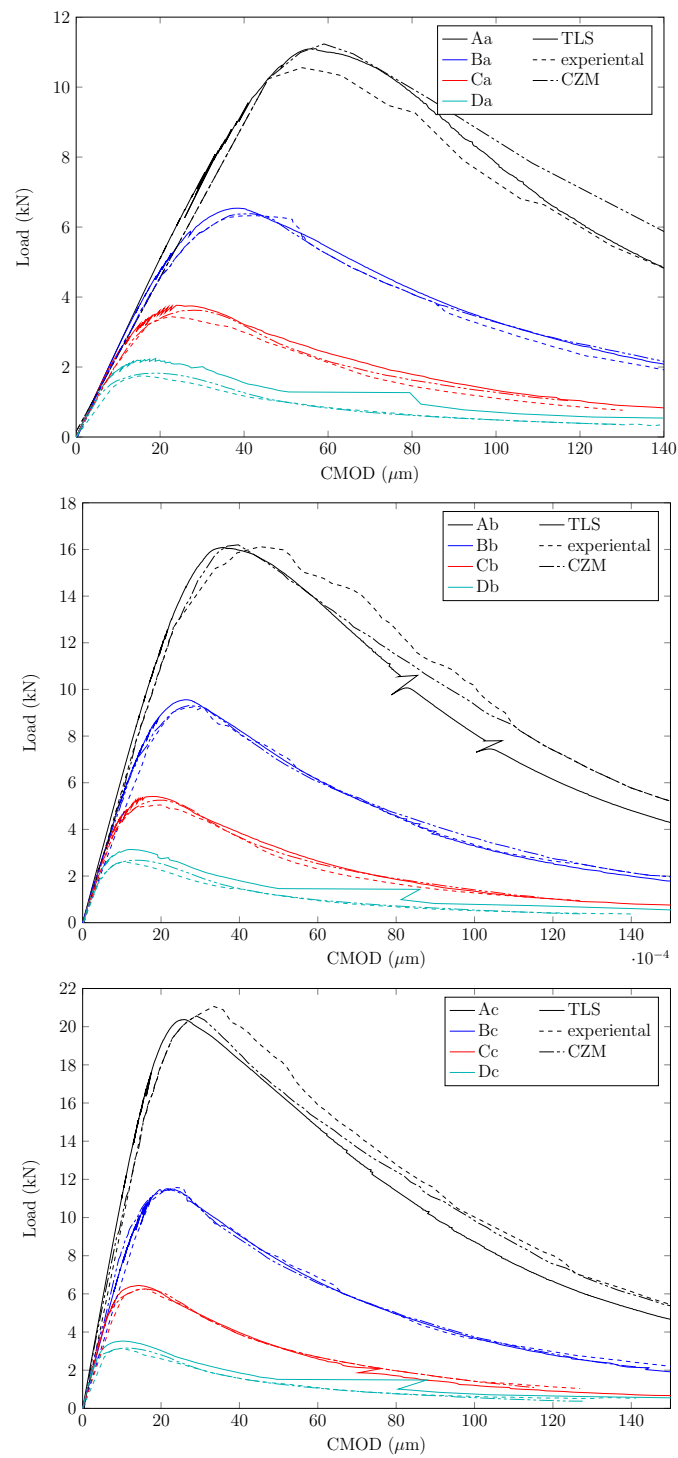 12
10
8
6
4
2
0
Load (kN)
Aa TLS
Ba experiental
Ca CZM
Da
0 20 40 60 80 100 120 140
CMOD (μm)
18
16
14
12
10
8
6
4
2
0
Load (kN)
Ab TLS
Bb experiental
Cb CZM
Db
0 20 40 60 80 100 120 140
CMOD (μm) ·10⁻⁴
22
20
18
16
14
12
10
8
6
4
2
0
Load (kN)
Ac TLS
Bc experiental
Cc CZM
Dc
0 20 40 60 80 100 120 140
CMOD (μm)